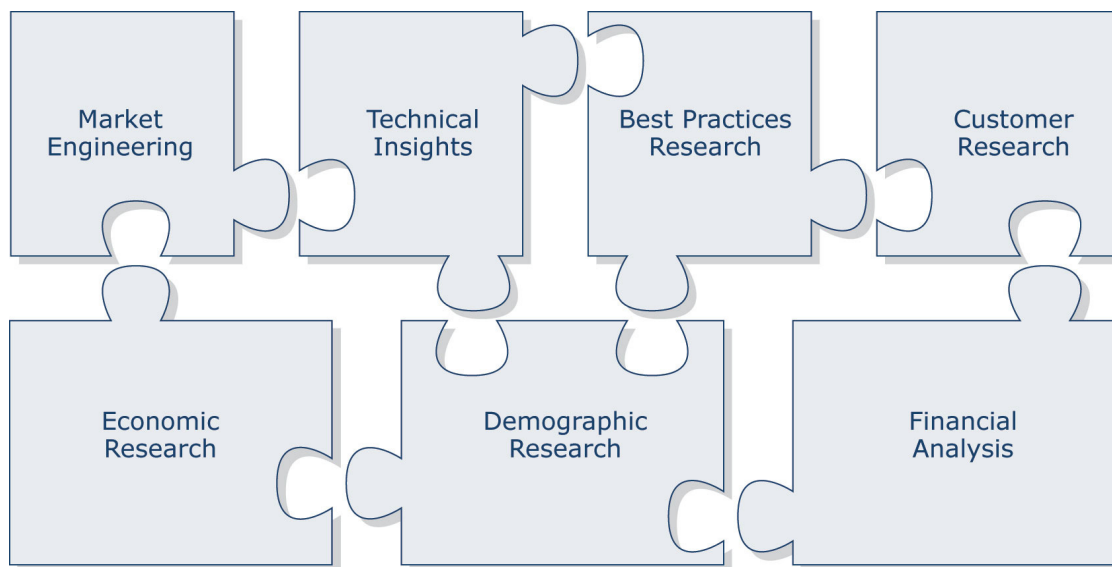 Market
Engineering
Technical
Insights
Best Practices
Research
Customer
Research
Economic
Research
Demographic
Research
Financial
Analysis